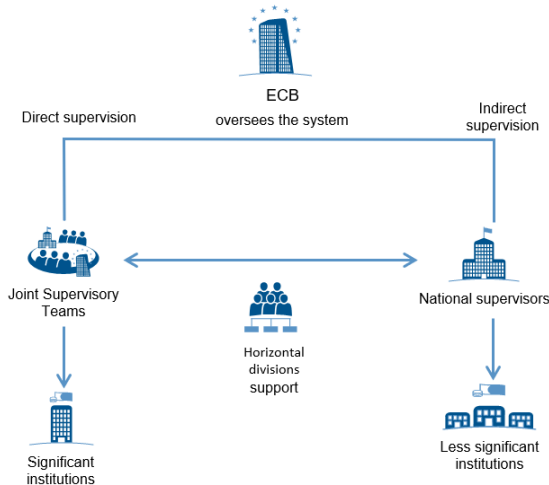 ECB
oversees the system
Direct supervision
Indirect
supervision
Joint Supervisory
Teams
National supervisors
Horizontal
divisions
support
Significant
institutions
Less significant
institutions